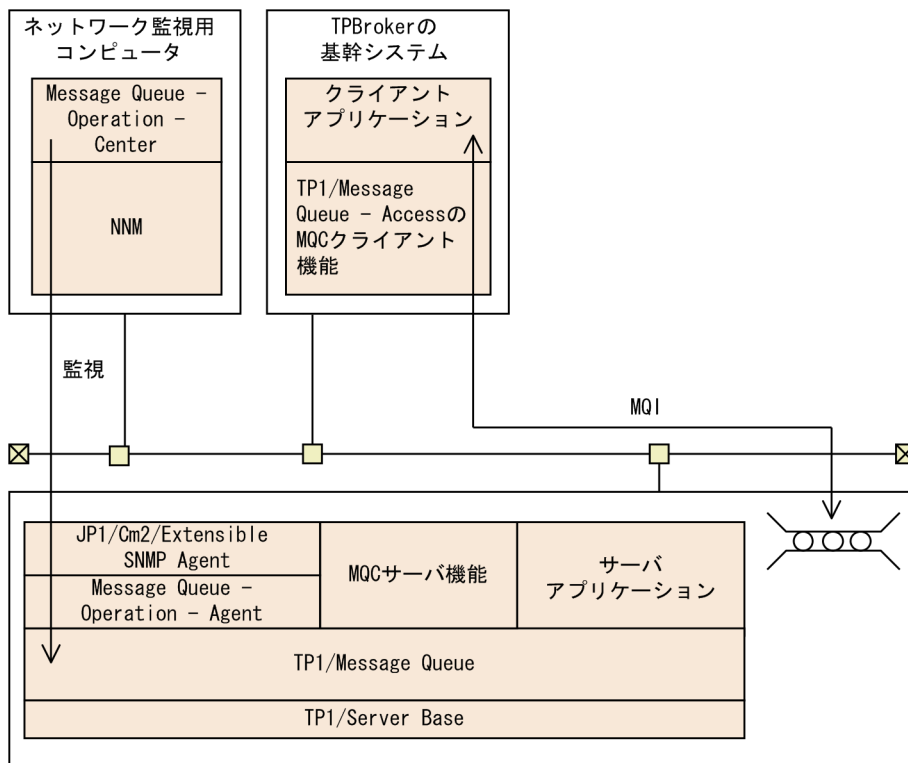 ネットワーク監視用
コンピュータ
Message Queue －
Operation －
Center
NNM
TPBrokerの
基幹システム
クライアント
アプリケーション
TP1/Message
Queue － Accessの
MQCクライアント
機能
監視
MQI
JP1/Cm2/Extensible
SNMP Agent
Message Queue －
Operation － Agent
MQCサーバ機能
サーバ
アプリケーション
TP1/Message Queue
TP1/Server Base